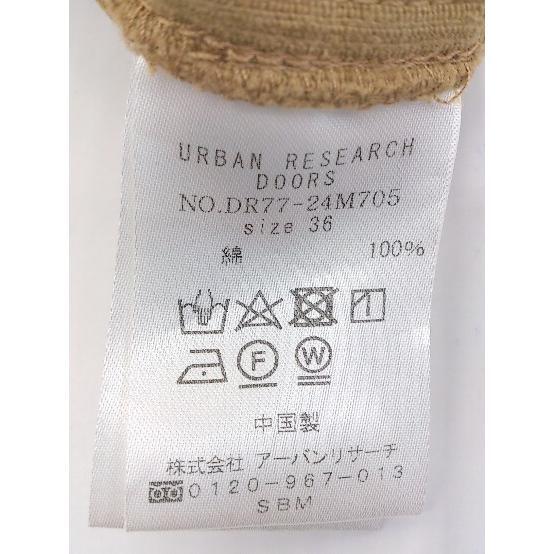 URBAN RESEARCH
DOORS
NO.DR77-24M705
size 36
綿 100%
F W
中国製
株式会社 アーバンリサーチ
0120-967-013
SBM